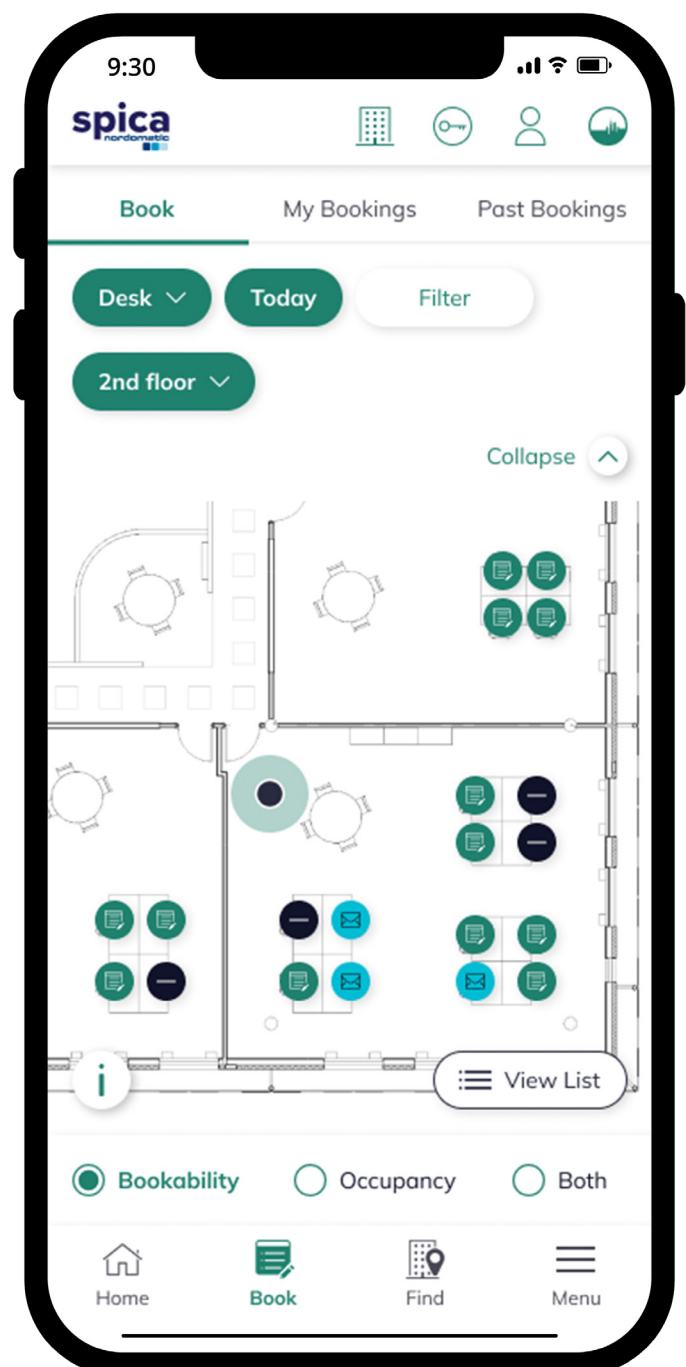 9:30
spica
nordomatic
Book My Bookings Past Bookings
Desk Today Filter
2nd floor
Collapse
i
View List
Bookability Occupancy Both
Home Book Find Menu